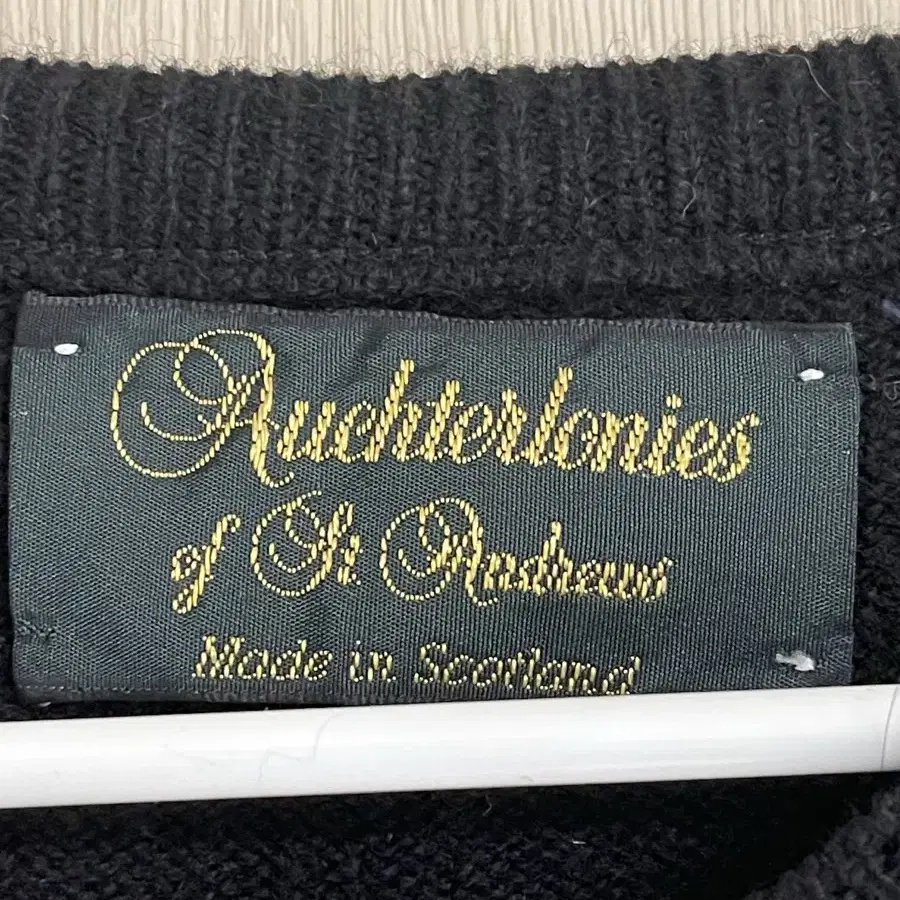 Auchterlonies
of St Andrews
Made in Scotland